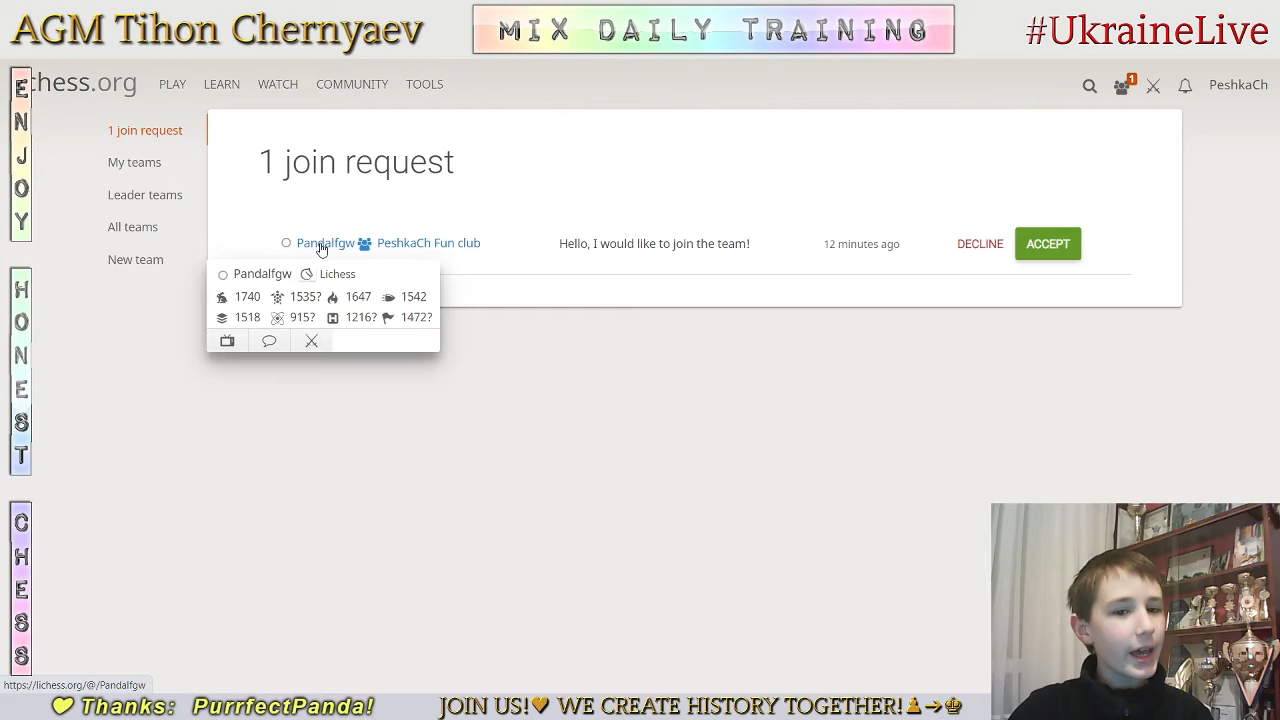 AGM Tihon Chernyaev
MIX DAILY TRAINING
#UkraineLive
ENJOY
HONEST
CHESS
chess.org
PLAY
LEARN
WATCH
COMMUNITY
TOOLS
1
PeshkaCh
1 join request
My teams
Leader teams
All teams
New team
1 join request
Pandalfgw PeshkaCh Fun club
Hello, I would like to join the team!
12 minutes ago
DECLINE
ACCEPT
Pandalfgw Lichess
1740 1535? 1647 1542
1518 915? 1216? 1472?
https://lichess.org/@/Pandalfgw
Thanks: PurrfectPanda!
JOIN US! WE CREATE HISTORY TOGETHER!